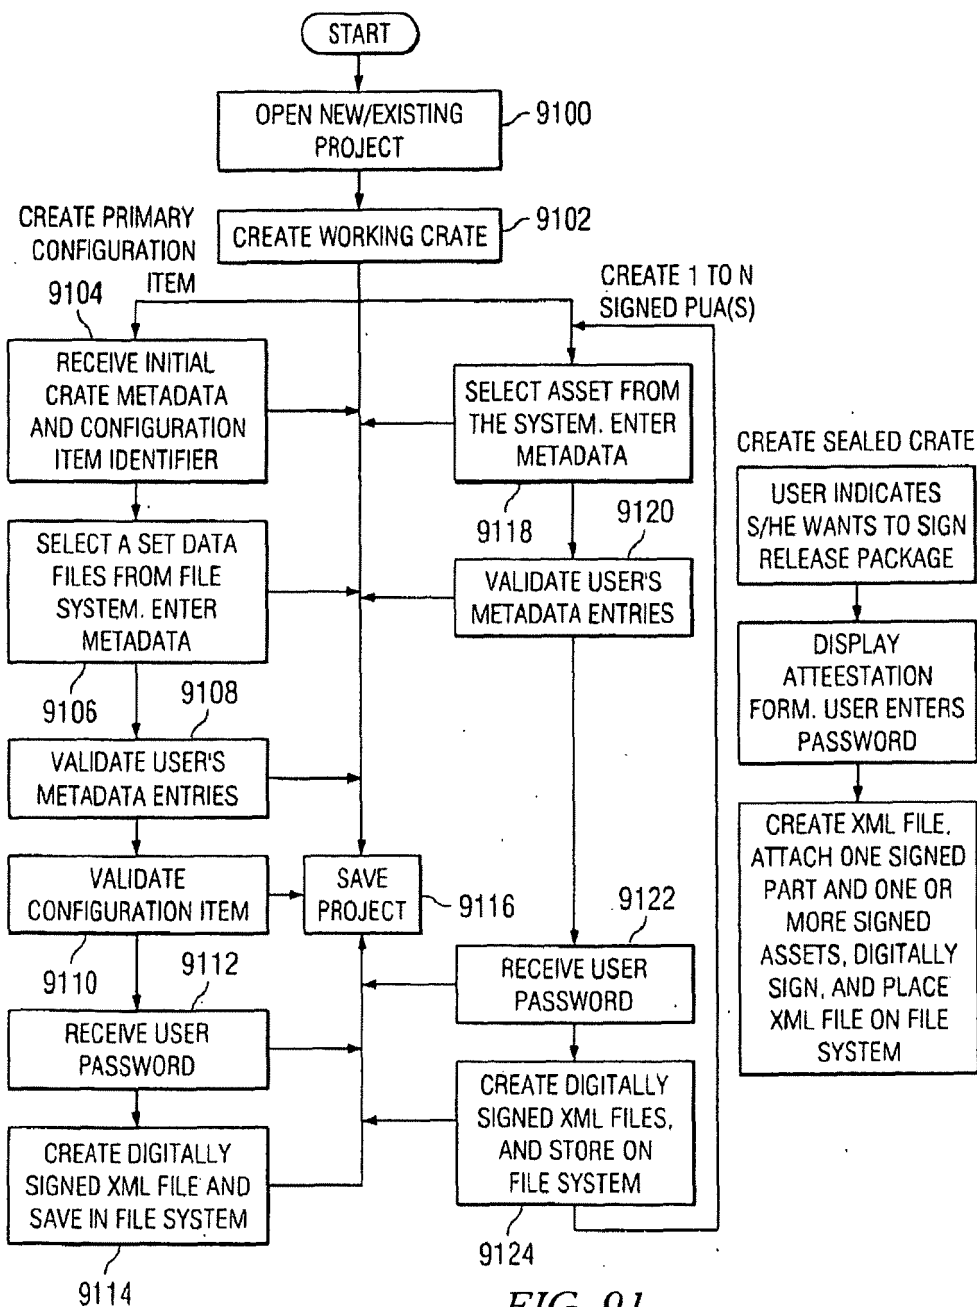 START
OPEN NEW/EXISTING
PROJECT
9100
CREATE WORKING CRATE
9102
CREATE PRIMARY
CONFIGURATION
ITEM
9104
RECEIVE INITIAL
CRATE METADATA
AND CONFIGURATION
ITEM IDENTIFIER
SELECT A SET DATA
FILES FROM FILE
SYSTEM. ENTER
METADATA
9106
9108
VALIDATE USER'S
METADATA ENTRIES
VALIDATE
CONFIGURATION ITEM
9110
9112
RECEIVE USER
PASSWORD
CREATE DIGITALLY
SIGNED XML FILE AND
SAVE IN FILE SYSTEM
9114
SAVE
PROJECT
9116
CREATE 1 TO N
SIGNED PUA(S)
SELECT ASSET FROM
THE SYSTEM. ENTER
METADATA
9118
9120
VALIDATE USER'S
METADATA ENTRIES
9122
RECEIVE USER
PASSWORD
CREATE DIGITALLY
SIGNED XML FILES,
AND STORE ON
FILE SYSTEM
9124
CREATE SEALED CRATE
USER INDICATES
S/HE WANTS TO SIGN
RELEASE PACKAGE
DISPLAY
ATTEESTATION
FORM. USER ENTERS
PASSWORD
CREATE XML FILE,
ATTACH ONE SIGNED
PART AND ONE OR
MORE SIGNED
ASSETS, DIGITALLY
SIGN, AND PLACE
XML FILE ON FILE
SYSTEM
FIG. 91